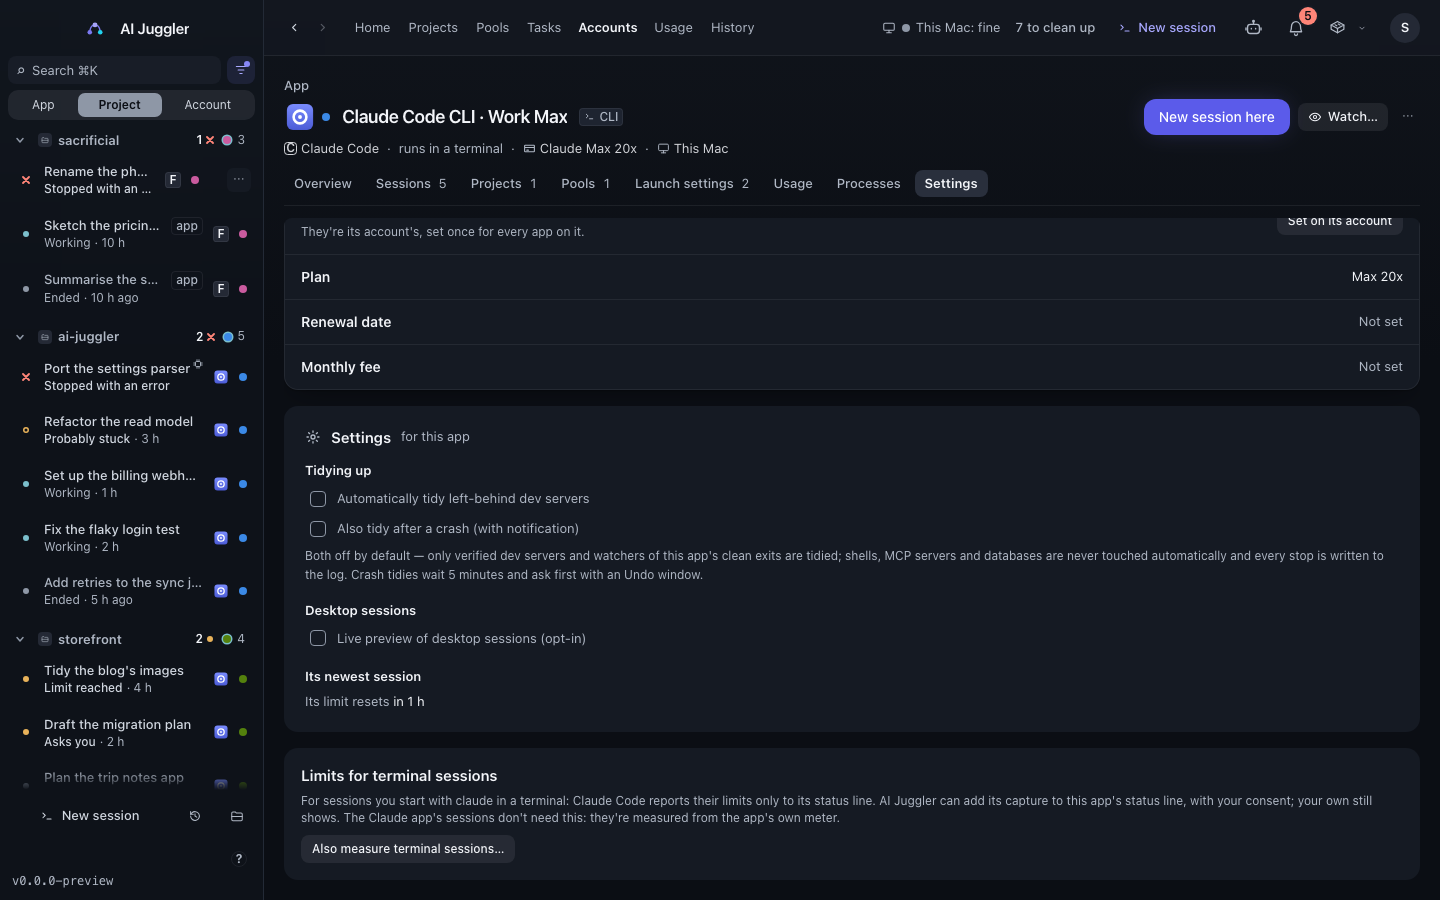 AI Juggler
Search ⌘K
App Project Account
sacrificial 1 3
Rename the ph... F
Stopped with an ...
Sketch the pricin... app F
Working · 10 h
Summarise the s... app F
Ended · 10 h ago
ai-juggler 2 5
Port the settings parser
Stopped with an error
Refactor the read model
Probably stuck · 3 h
Set up the billing webh...
Working · 1 h
Fix the flaky login test
Working · 2 h
Add retries to the sync j...
Ended · 5 h ago
storefront 2 4
Tidy the blog's images
Limit reached · 4 h
Draft the migration plan
Asks you · 2 h
Plan the trip notes app
New session
?
v0.0.0-preview
Home Projects Pools Tasks Accounts Usage History
This Mac: fine 7 to clean up New session 5 S
App
Claude Code CLI · Work Max CLI
New session here Watch... ...
Claude Code · runs in a terminal · Claude Max 20x · This Mac
Overview Sessions 5 Projects 1 Pools 1 Launch settings 2 Usage Processes Settings
They're its account's, set once for every app on it. Set on its account
Plan Max 20x
Renewal date Not set
Monthly fee Not set
Settings for this app
Tidying up
Automatically tidy left-behind dev servers
Also tidy after a crash (with notification)
Both off by default — only verified dev servers and watchers of this app's clean exits are tidied; shells, MCP servers and databases are never touched automatically and every stop is written to
the log. Crash tidies wait 5 minutes and ask first with an Undo window.
Desktop sessions
Live preview of desktop sessions (opt-in)
Its newest session
Its limit resets in 1 h
Limits for terminal sessions
For sessions you start with claude in a terminal: Claude Code reports their limits only to its status line. AI Juggler can add its capture to this app's status line, with your consent; your own still
shows. The Claude app's sessions don't need this: they're measured from the app's own meter.
Also measure terminal sessions...